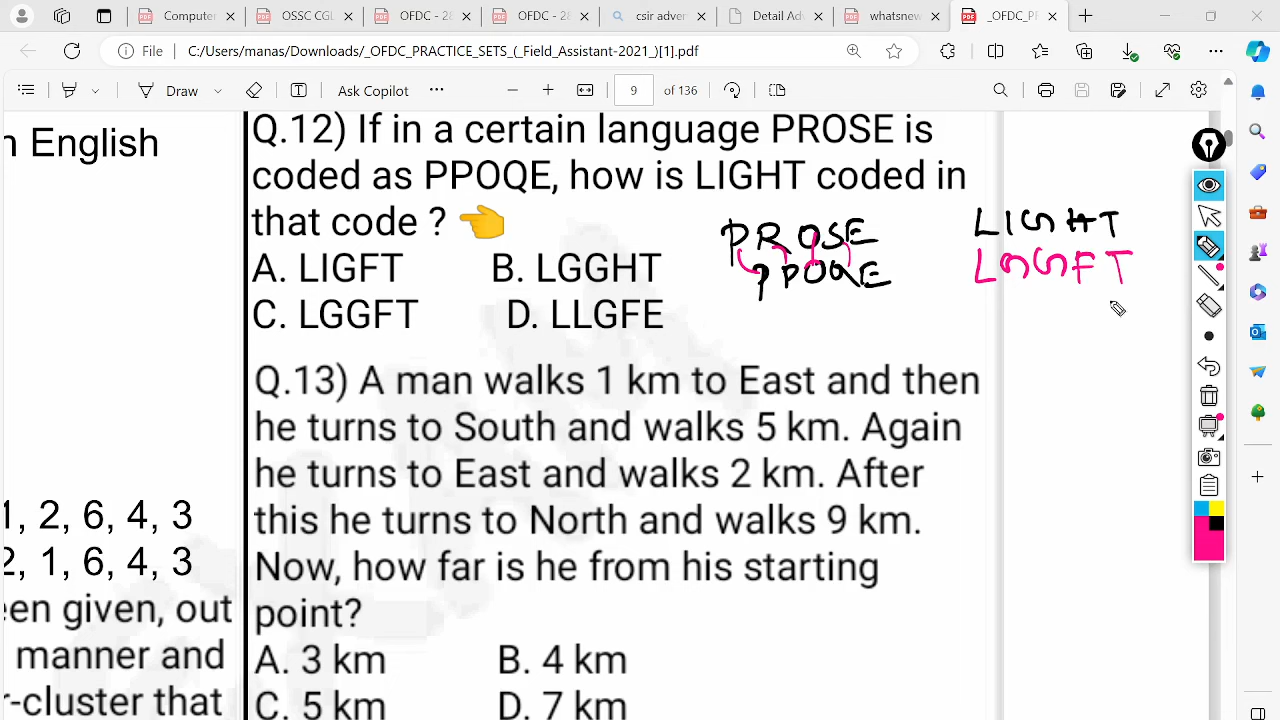 Computer
OSSC CGL
OFDC - 28
OFDC - 28
csir adver
Detail Adv
whatsnew
_OFDC_P
File
C:/Users/manas/Downloads/_OFDC_PRACTICE_SETS_(_Field_Assistant-2021_)[1].pdf
Draw
Ask Copilot
9
of 136
n English
Q.12) If in a certain language PROSE is
coded as PPOQE, how is LIGHT coded in
that code ?
A. LIGFT B. LGGHT
C. LGGFT D. LLGFE
PROSE
PPOQE
LIGHT
LGGFT
Q.13) A man walks 1 km to East and then
he turns to South and walks 5 km. Again
he turns to East and walks 2 km. After
this he turns to North and walks 9 km.
Now, how far is he from his starting
point?
A. 3 km B. 4 km
C. 5 km D. 7 km
1, 2, 6, 4, 3
2, 1, 6, 4, 3
een given, out
manner and
r-cluster that